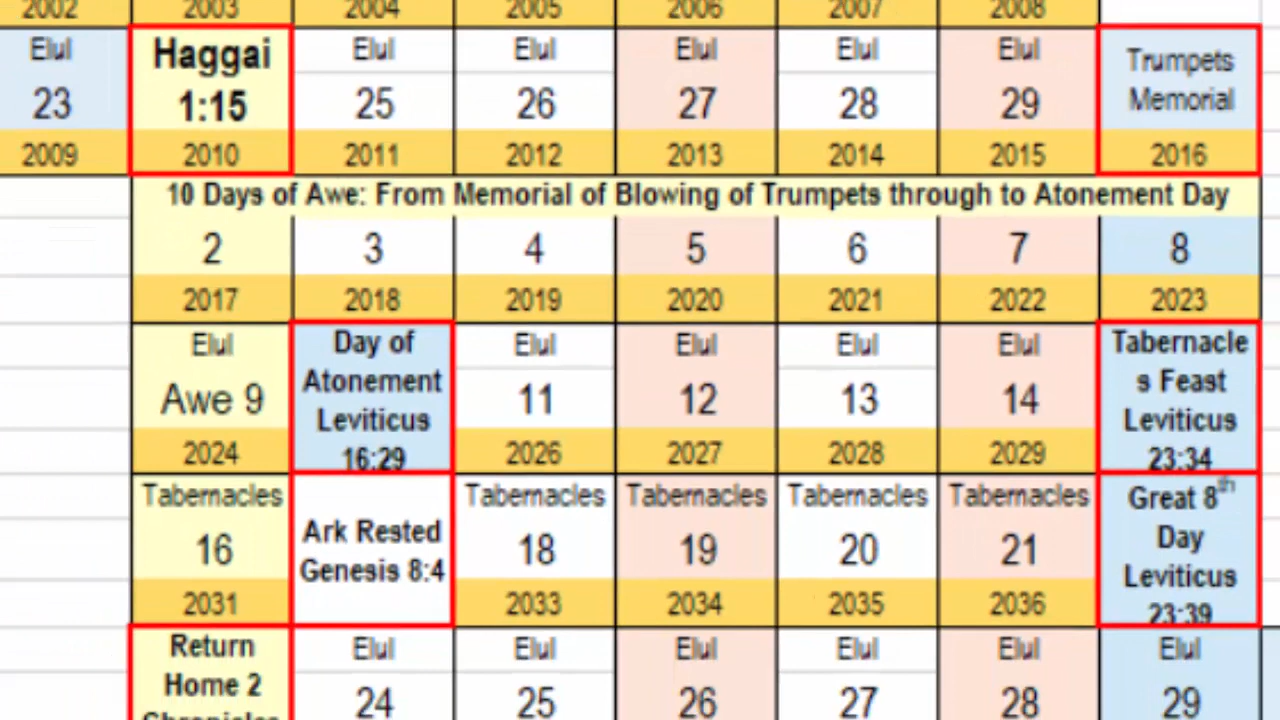 2002 2003 2004 2005 2006 2007 2008
Elul Haggai Elul Elul Elul Elul Elul Trumpets
23 1:15 25 26 27 28 29 Memorial
2009 2010 2011 2012 2013 2014 2015 2016
10 Days of Awe: From Memorial of Blowing of Trumpets through to Atonement Day
2 3 4 5 6 7 8
2017 2018 2019 2020 2021 2022 2023
Elul Day of Elul Elul Elul Elul Tabernacle
Atonement s Feast
Awe 9 Leviticus 11 12 13 14 Leviticus
2024 16:29 2026 2027 2028 2029 23:34
Tabernacles Tabernacles Tabernacles Tabernacles Tabernacles Great 8th
Ark Rested Day
16 Genesis 8:4 18 19 20 21 Leviticus
2031 2033 2034 2035 2036 23:39
Return Elul Elul Elul Elul Elul Elul
Home 2 24 25 26 27 28 29
Chronicles